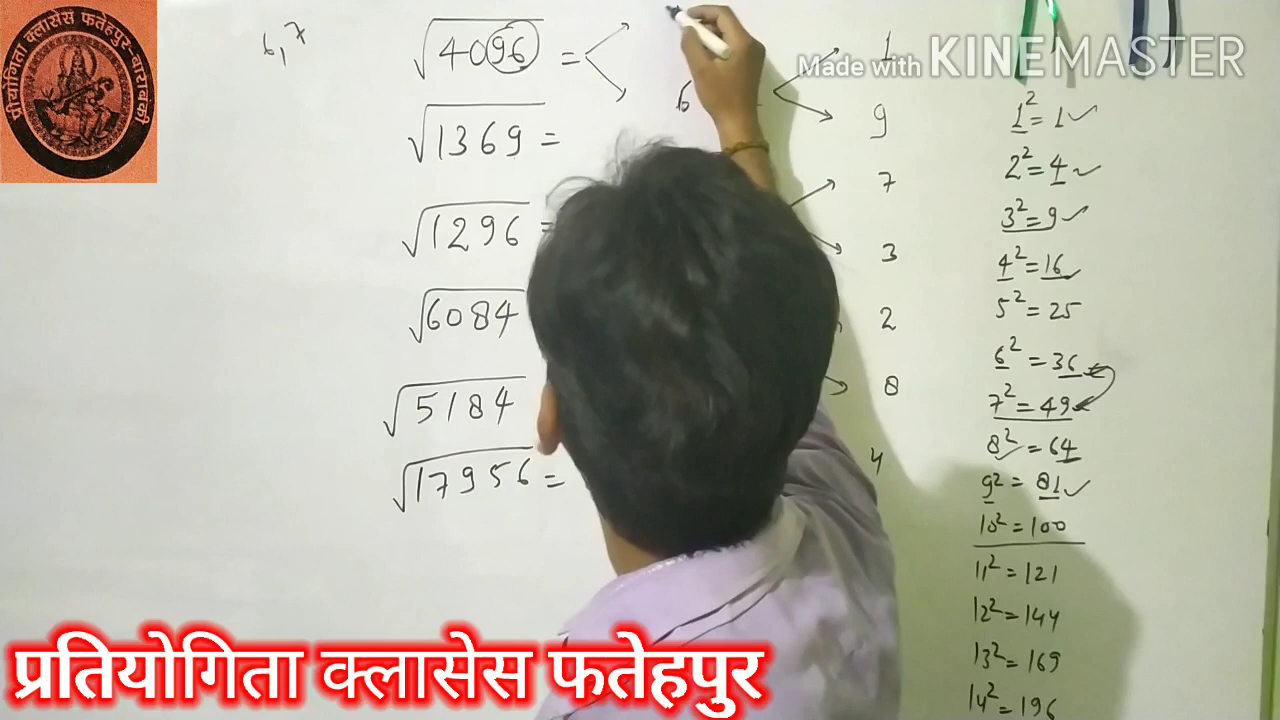 प्रतियोगिता क्लासेस फतेहपुर-बाराबंकी
6,7
√4096 =
6
√1369 =
√1296 =
√6084
√5184
√17956 =
1
9
7
3
2
8
4
Made with KINEMASTER
1² = 1
2² = 4
3² = 9
4² = 16
5² = 25
6² = 36
7² = 49
8² = 64
9² = 81
10² = 100
11² = 121
12² = 144
13² = 169
14² = 196
प्रतियोगिता क्लासेस फतेहपुर